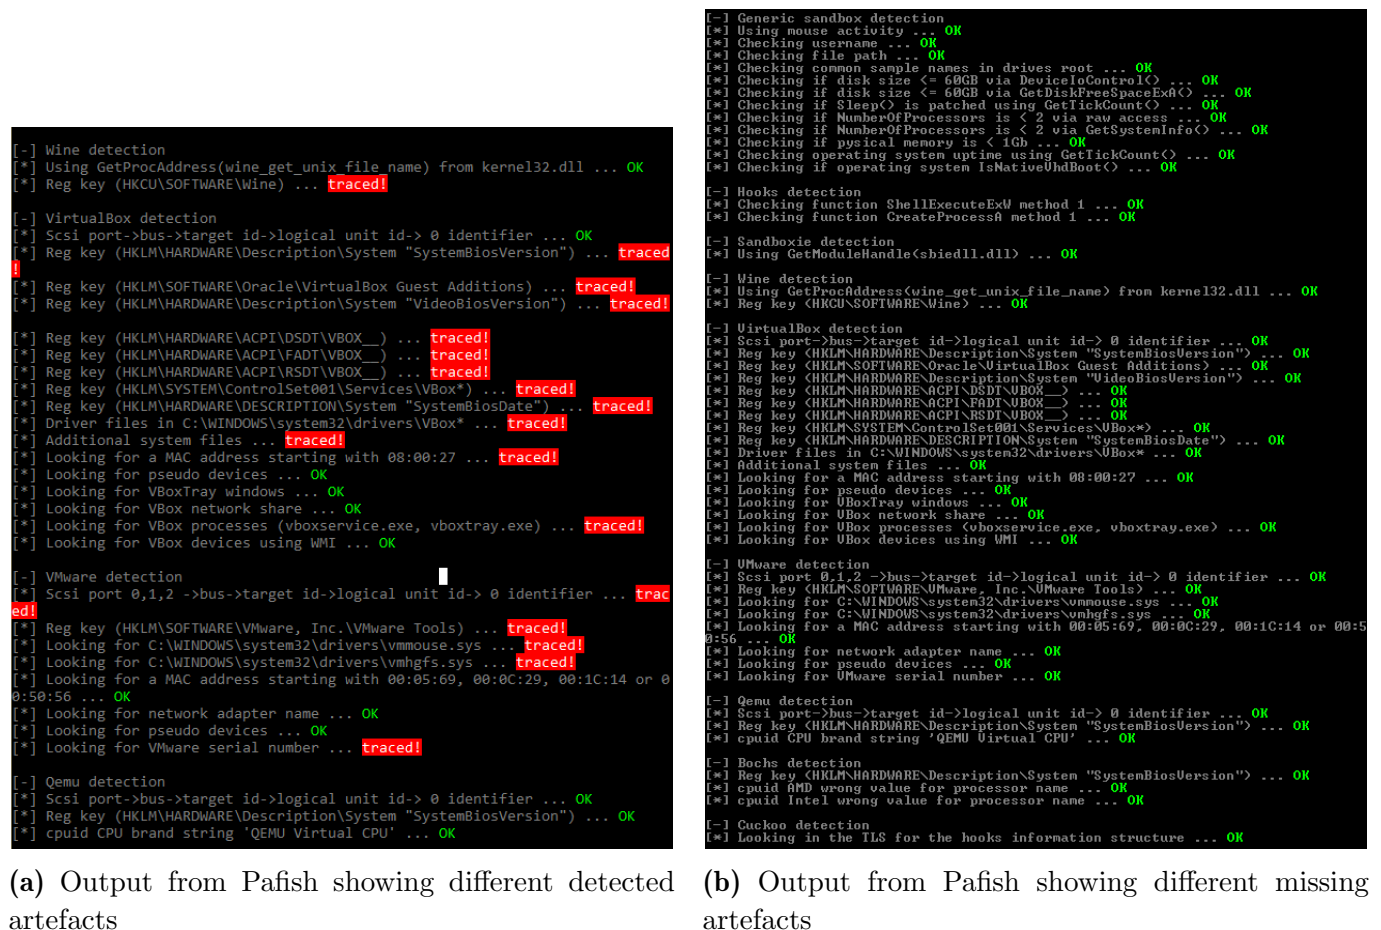 [-] Wine detection
[*] Using GetProcAddress(wine_get_unix_file_name) from kernel32.dll ... OK
[*] Reg key (HKCU\SOFTWARE\Wine) ... traced!
[-] VirtualBox detection
[*] Scsi port->bus->target id->logical unit id-> 0 identifier ... OK
[*] Reg key (HKLM\HARDWARE\Description\System "SystemBiosVersion") ... traced
!
[*] Reg key (HKLM\SOFTWARE\Oracle\VirtualBox Guest Additions) ... traced!
[*] Reg key (HKLM\HARDWARE\Description\System "VideoBiosVersion") ... traced!
[*] Reg key (HKLM\HARDWARE\ACPI\DSDT\VBOX__) ... traced!
[*] Reg key (HKLM\HARDWARE\ACPI\FADT\VBOX__) ... traced!
[*] Reg key (HKLM\HARDWARE\ACPI\RSDT\VBOX__) ... traced!
[*] Reg key (HKLM\SYSTEM\ControlSet001\Services\VBox*) ... traced!
[*] Reg key (HKLM\HARDWARE\DESCRIPTION\System "SystemBiosDate") ... traced!
[*] Driver files in C:\WINDOWS\system32\drivers\VBox* ... traced!
[*] Additional system files ... traced!
[*] Looking for a MAC address starting with 08:00:27 ... traced!
[*] Looking for pseudo devices ... OK
[*] Looking for VBoxTray windows ... OK
[*] Looking for VBox network share ... OK
[*] Looking for VBox processes (vboxservice.exe, vboxtray.exe) ... traced!
[*] Looking for VBox devices using WMI ... OK
[-] VMware detection
[*] Scsi port 0,1,2 ->bus->target id->logical unit id-> 0 identifier ... trac
ed!
[*] Reg key (HKLM\SOFTWARE\VMware, Inc.\VMware Tools) ... traced!
[*] Looking for C:\WINDOWS\system32\drivers\vmmouse.sys ... traced!
[*] Looking for C:\WINDOWS\system32\drivers\vmhgfs.sys ... traced!
[*] Looking for a MAC address starting with 00:05:69, 00:0C:29, 00:1C:14 or 0
0:50:56 ... OK
[*] Looking for network adapter name ... OK
[*] Looking for pseudo devices ... OK
[*] Looking for VMware serial number ... traced!
[-] Qemu detection
[*] Scsi port->bus->target id->logical unit id-> 0 identifier ... OK
[*] Reg key (HKLM\HARDWARE\Description\System "SystemBiosVersion") ... OK
[*] cpuid CPU brand string 'QEMU Virtual CPU' ... OK
(a) Output from Pafish showing different detected
artefacts
[-] Generic sandbox detection
[*] Using mouse activity ... OK
[*] Checking username ... OK
[*] Checking file path ... OK
[*] Checking common sample names in drives root ... OK
[*] Checking if disk size <= 60GB via DeviceIoControl() ... OK
[*] Checking if disk size <= 60GB via GetDiskFreeSpaceExA() ... OK
[*] Checking if Sleep() is patched using GetTickCount() ... OK
[*] Checking if NumberOfProcessors is < 2 via raw access ... OK
[*] Checking if NumberOfProcessors is < 2 via GetSystemInfo() ... OK
[*] Checking if pysical memory is < 1Gb ... OK
[*] Checking operating system uptime using GetTickCount() ... OK
[*] Checking if operating system IsNativeVhdBoot() ... OK
[-] Hooks detection
[*] Checking function ShellExecuteExW method 1 ... OK
[*] Checking function CreateProcessA method 1 ... OK
[-] Sandboxie detection
[*] Using GetModuleHandle(sbiedll.dll) ... OK
[-] Wine detection
[*] Using GetProcAddress(wine_get_unix_file_name) from kernel32.dll ... OK
[*] Reg key (HKCU\SOFTWARE\Wine) ... OK
[-] VirtualBox detection
[*] Scsi port->bus->target id->logical unit id-> 0 identifier ... OK
[*] Reg key (HKLM\HARDWARE\Description\System "SystemBiosVersion") ... OK
[*] Reg key (HKLM\SOFTWARE\Oracle\VirtualBox Guest Additions) ... OK
[*] Reg key (HKLM\HARDWARE\Description\System "VideoBiosVersion") ... OK
[*] Reg key (HKLM\HARDWARE\ACPI\DSDT\VBOX__) ... OK
[*] Reg key (HKLM\HARDWARE\ACPI\FADT\VBOX__) ... OK
[*] Reg key (HKLM\HARDWARE\ACPI\RSDT\VBOX__) ... OK
[*] Reg key (HKLM\SYSTEM\ControlSet001\Services\VBox*) ... OK
[*] Reg key (HKLM\HARDWARE\DESCRIPTION\System "SystemBiosDate") ... OK
[*] Driver files in C:\WINDOWS\system32\drivers\VBox* ... OK
[*] Additional system files ... OK
[*] Looking for a MAC address starting with 08:00:27 ... OK
[*] Looking for pseudo devices ... OK
[*] Looking for VBoxTray windows ... OK
[*] Looking for VBox network share ... OK
[*] Looking for VBox processes (vboxservice.exe, vboxtray.exe) ... OK
[*] Looking for VBox devices using WMI ... OK
[-] VMware detection
[*] Scsi port 0,1,2 ->bus->target id->logical unit id-> 0 identifier ... OK
[*] Reg key (HKLM\SOFTWARE\VMware, Inc.\VMware Tools) ... OK
[*] Looking for C:\WINDOWS\system32\drivers\vmmouse.sys ... OK
[*] Looking for C:\WINDOWS\system32\drivers\vmhgfs.sys ... OK
[*] Looking for a MAC address starting with 00:05:69, 00:0C:29, 00:1C:14 or 00:5
0:56 ... OK
[*] Looking for network adapter name ... OK
[*] Looking for pseudo devices ... OK
[*] Looking for VMware serial number ... OK
[-] Qemu detection
[*] Scsi port->bus->target id->logical unit id-> 0 identifier ... OK
[*] Reg key (HKLM\HARDWARE\Description\System "SystemBiosVersion") ... OK
[*] cpuid CPU brand string 'QEMU Virtual CPU' ... OK
[-] Bochs detection
[*] Reg key (HKLM\HARDWARE\Description\System "SystemBiosVersion") ... OK
[*] cpuid AMD wrong value for processor name ... OK
[*] cpuid Intel wrong value for processor name ... OK
[-] Cuckoo detection
[*] Looking in the TLS for the hooks information structure ... OK
(b) Output from Pafish showing different missing
artefacts